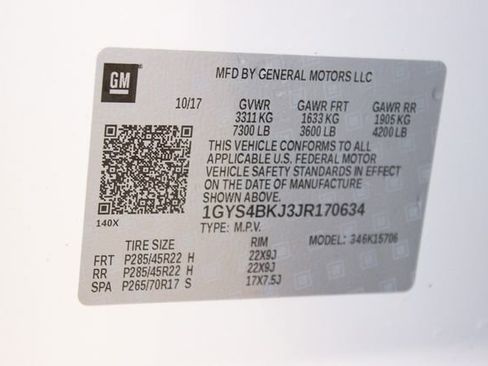 GM
MFD BY GENERAL MOTORS LLC
10/17 GVWR GAWR FRT GAWR RR
3311 KG 1633 KG 1905 KG
7300 LB 3600 LB 4200 LB
THIS VEHICLE CONFORMS TO ALL
APPLICABLE U.S. FEDERAL MOTOR
VEHICLE SAFETY STANDARDS IN EFFECT
ON THE DATE OF MANUFACTURE
SHOWN ABOVE.
1GYS4BKJ3JR170634
140X
TYPE: M.P.V.
TIRE SIZE RIM MODEL: 346K15706
FRT P285/45R22 H 22X9J
RR P285/45R22 H 22X9J
SPA P265/70R17 S 17X7.5J